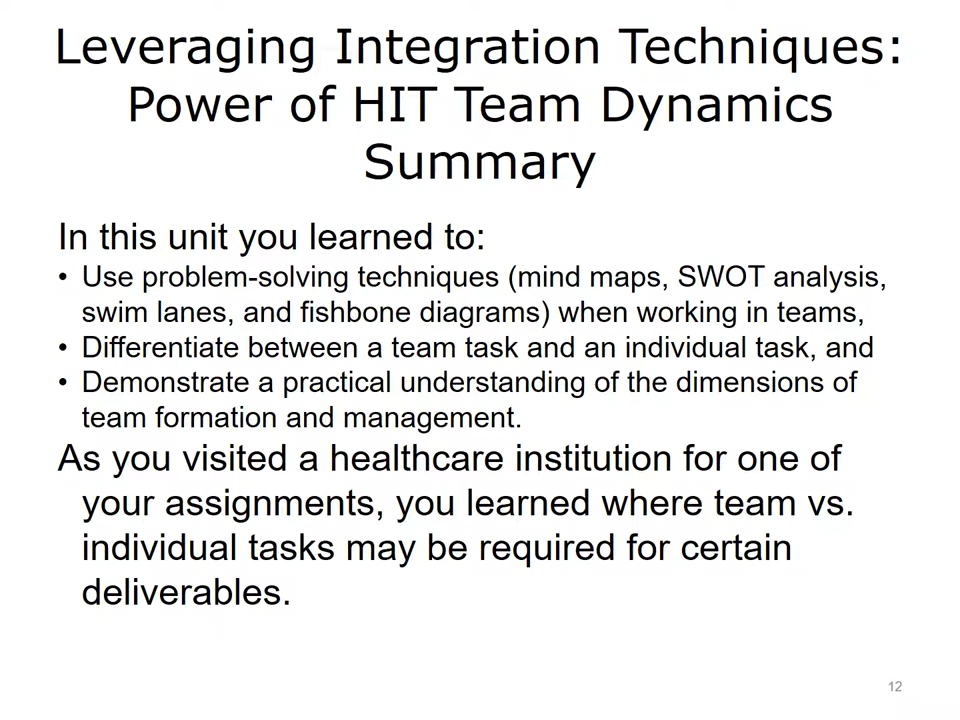 Leveraging Integration Techniques:
Power of HIT Team Dynamics
Summary
In this unit you learned to:
• Use problem-solving techniques (mind maps, SWOT analysis,
swim lanes, and fishbone diagrams) when working in teams,
• Differentiate between a team task and an individual task, and
• Demonstrate a practical understanding of the dimensions of
team formation and management.
As you visited a healthcare institution for one of
your assignments, you learned where team vs.
individual tasks may be required for certain
deliverables.
12